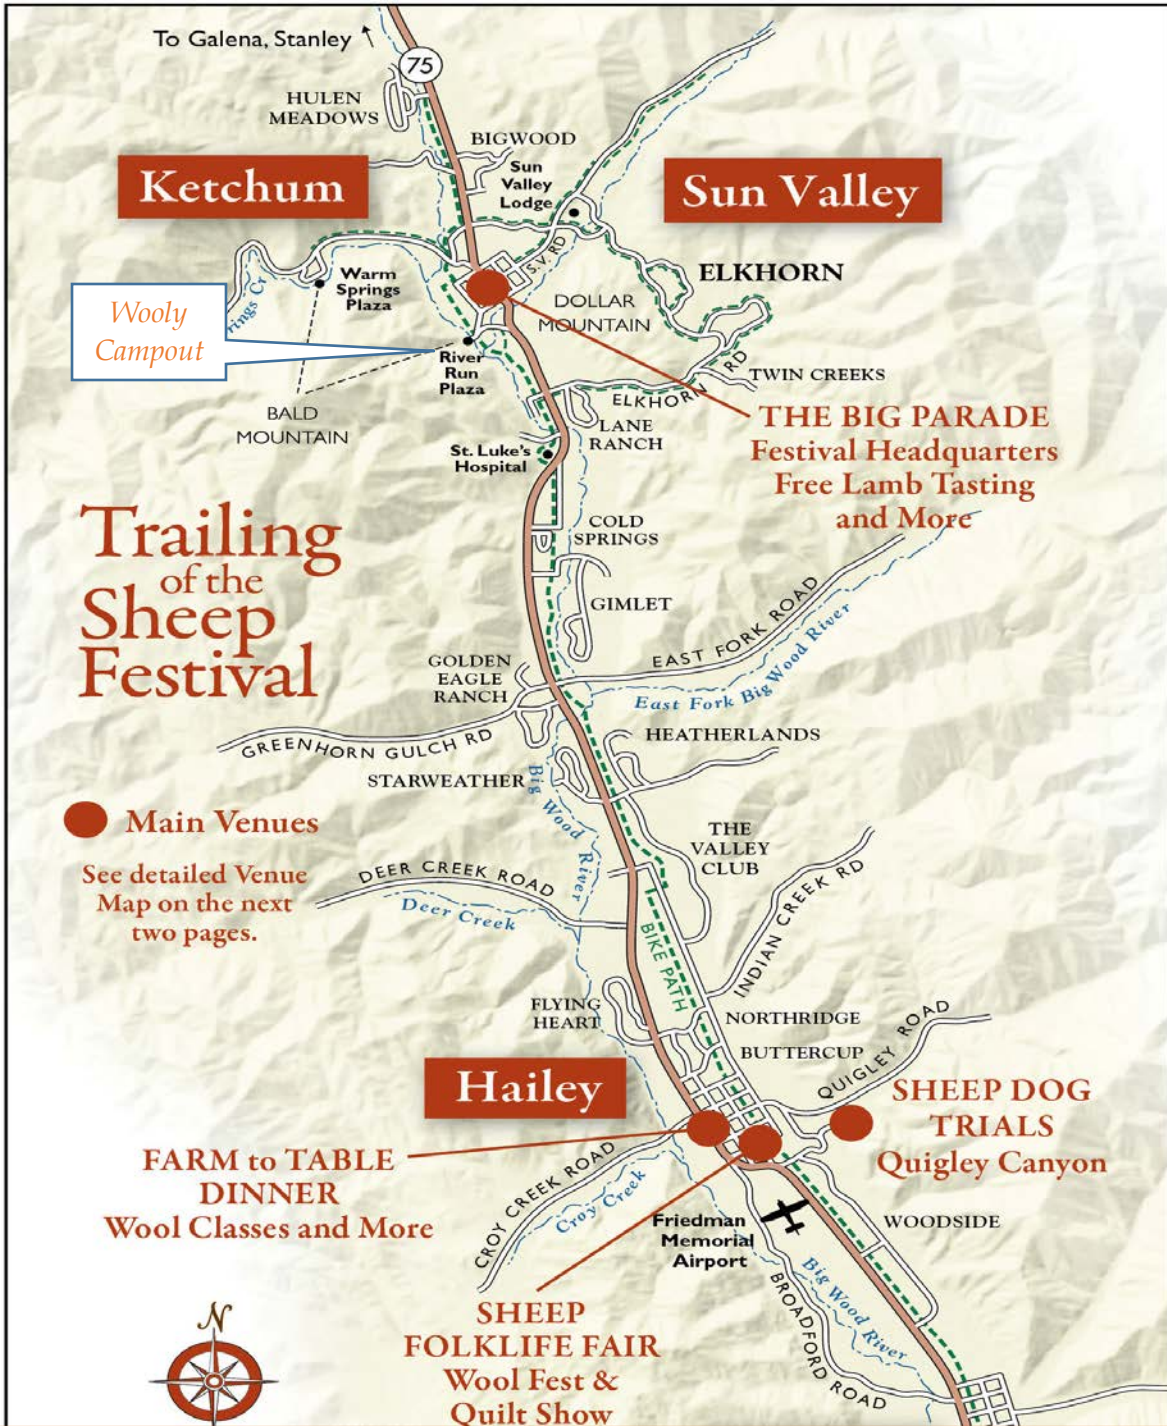 To Galena, Stanley
75
HULEN
MEADOWS
BIGWOOD
Sun
Valley
Lodge
Ketchum
Sun Valley
S.V. RD
ELKHORN
Warm
Springs
Plaza
rings Cr
Wooly
Campout
DOLLAR
MOUNTAIN
River
Run
Plaza
BALD
MOUNTAIN
ELKHORN RD
TWIN CREEKS
LANE
RANCH
St. Luke's
Hospital
THE BIG PARADE
Festival Headquarters
Free Lamb Tasting
and More
Trailing
of the
Sheep
Festival
COLD
SPRINGS
GIMLET
EAST FORK ROAD
East Fork Big Wood River
GOLDEN
EAGLE
RANCH
GREENHORN GULCH RD
HEATHERLANDS
STARWEATHER
Big Wood River
Main Venues
See detailed Venue
Map on the next
two pages.
THE
VALLEY
CLUB
DEER CREEK ROAD
Deer Creek
INDIAN CREEK RD
BIKE PATH
FLYING
HEART
NORTHRIDGE
BUTTERCUP
QUIGLEY ROAD
Hailey
SHEEP DOG
TRIALS
Quigley Canyon
FARM to TABLE
DINNER
Wool Classes and More
CROY CREEK ROAD
Croy Creek
Friedman
Memorial
Airport
WOODSIDE
Big Wood River
BROADFORD ROAD
SHEEP
FOLKLIFE FAIR
Wool Fest &
Quilt Show
N